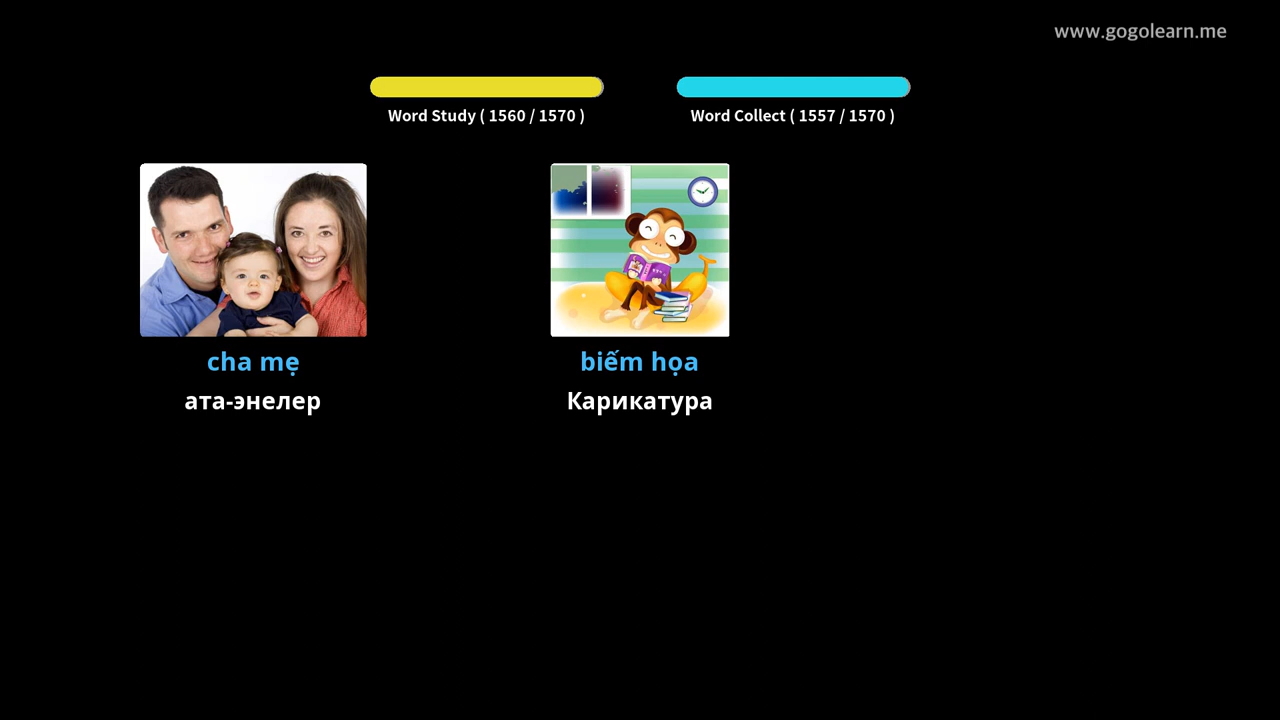 www.gogolearn.me
Word Study ( 1560 / 1570 )
Word Collect ( 1557 / 1570 )
cha mẹ
biếm họa
ата-энелер
Карикатура